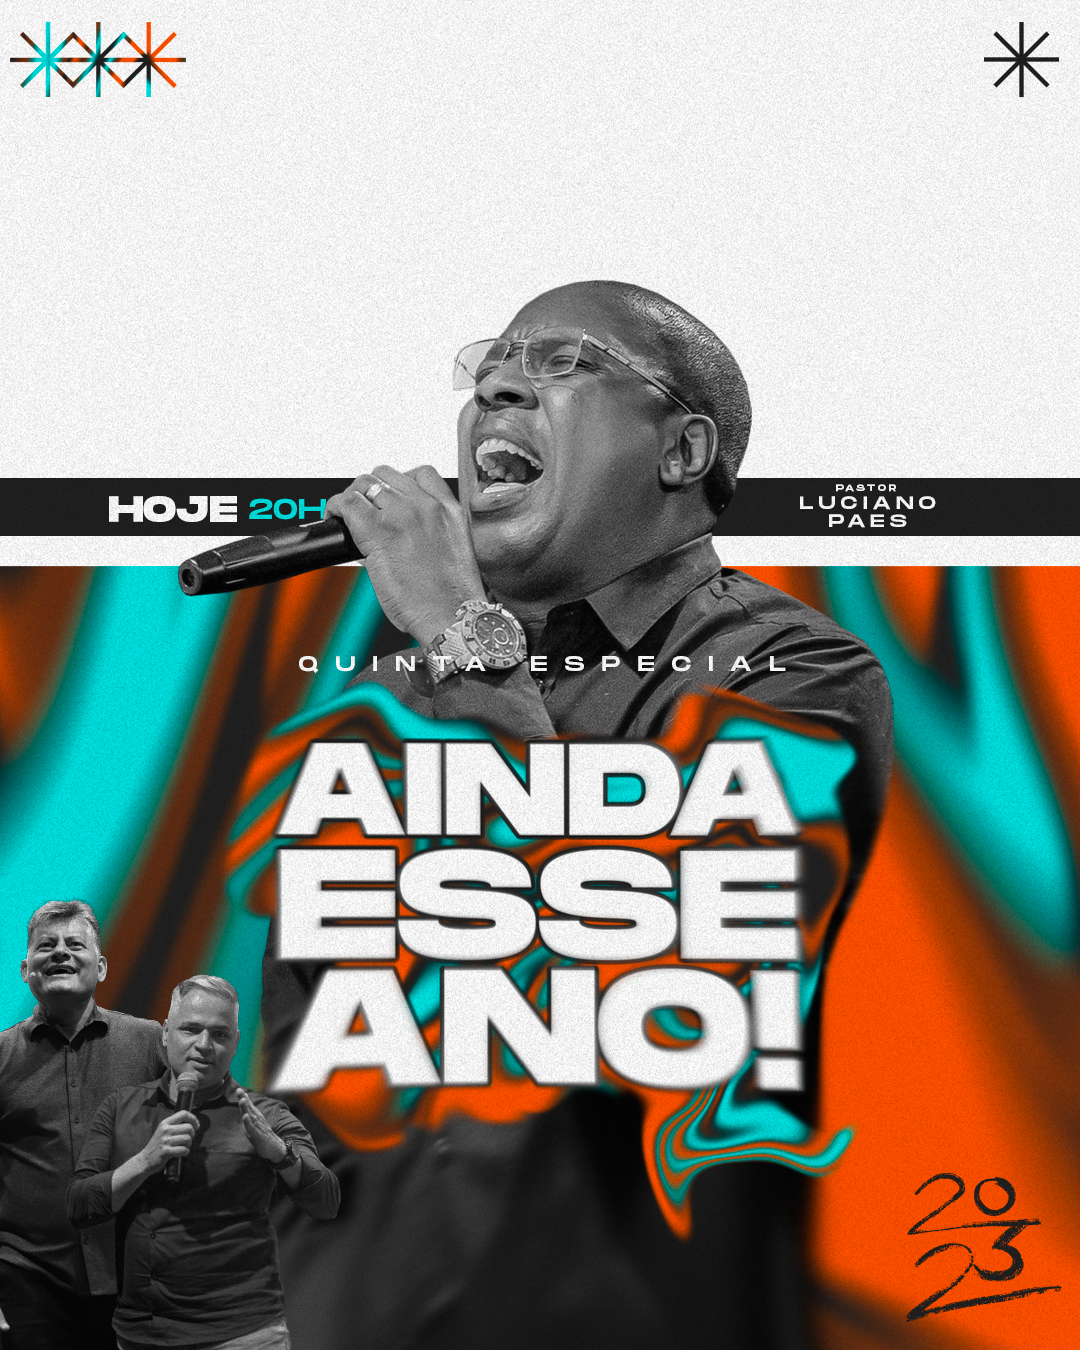 HOJE 20H
PASTOR
LUCIANO
PAES
QUINTA ESPECIAL
AINDA
ESSE
ANO!
20
23